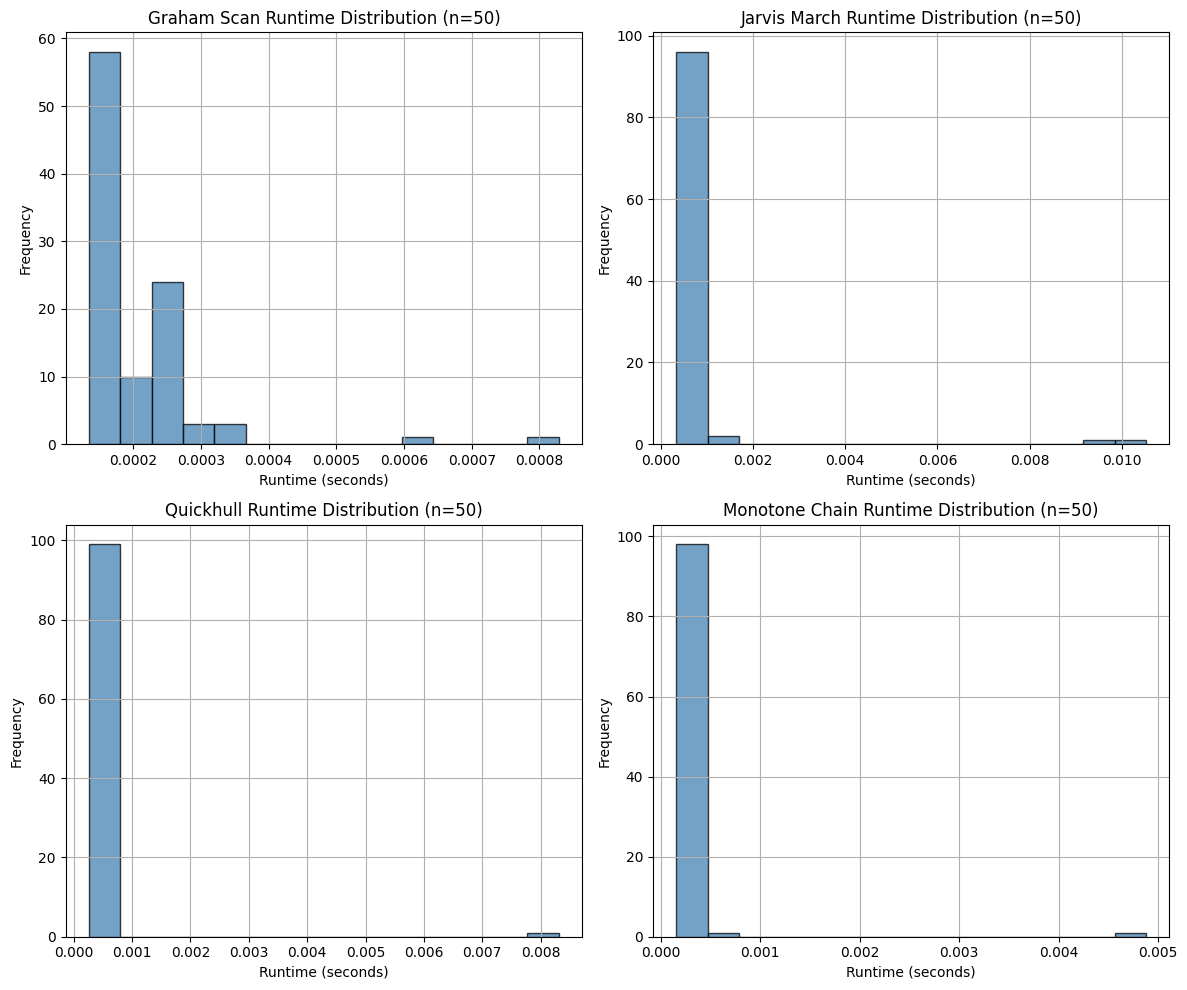 Graham Scan Runtime Distribution (n=50)
60
50
40
30
20
10
0
Frequency
0.0002 0.0003 0.0004 0.0005 0.0006 0.0007 0.0008
Runtime (seconds)
Jarvis March Runtime Distribution (n=50)
100
80
60
40
20
0
Frequency
0.000 0.002 0.004 0.006 0.008 0.010
Runtime (seconds)
Quickhull Runtime Distribution (n=50)
100
80
60
40
20
0
Frequency
0.000 0.001 0.002 0.003 0.004 0.005 0.006 0.007 0.008
Runtime (seconds)
Monotone Chain Runtime Distribution (n=50)
100
80
60
40
20
0
Frequency
0.000 0.001 0.002 0.003 0.004 0.005
Runtime (seconds)